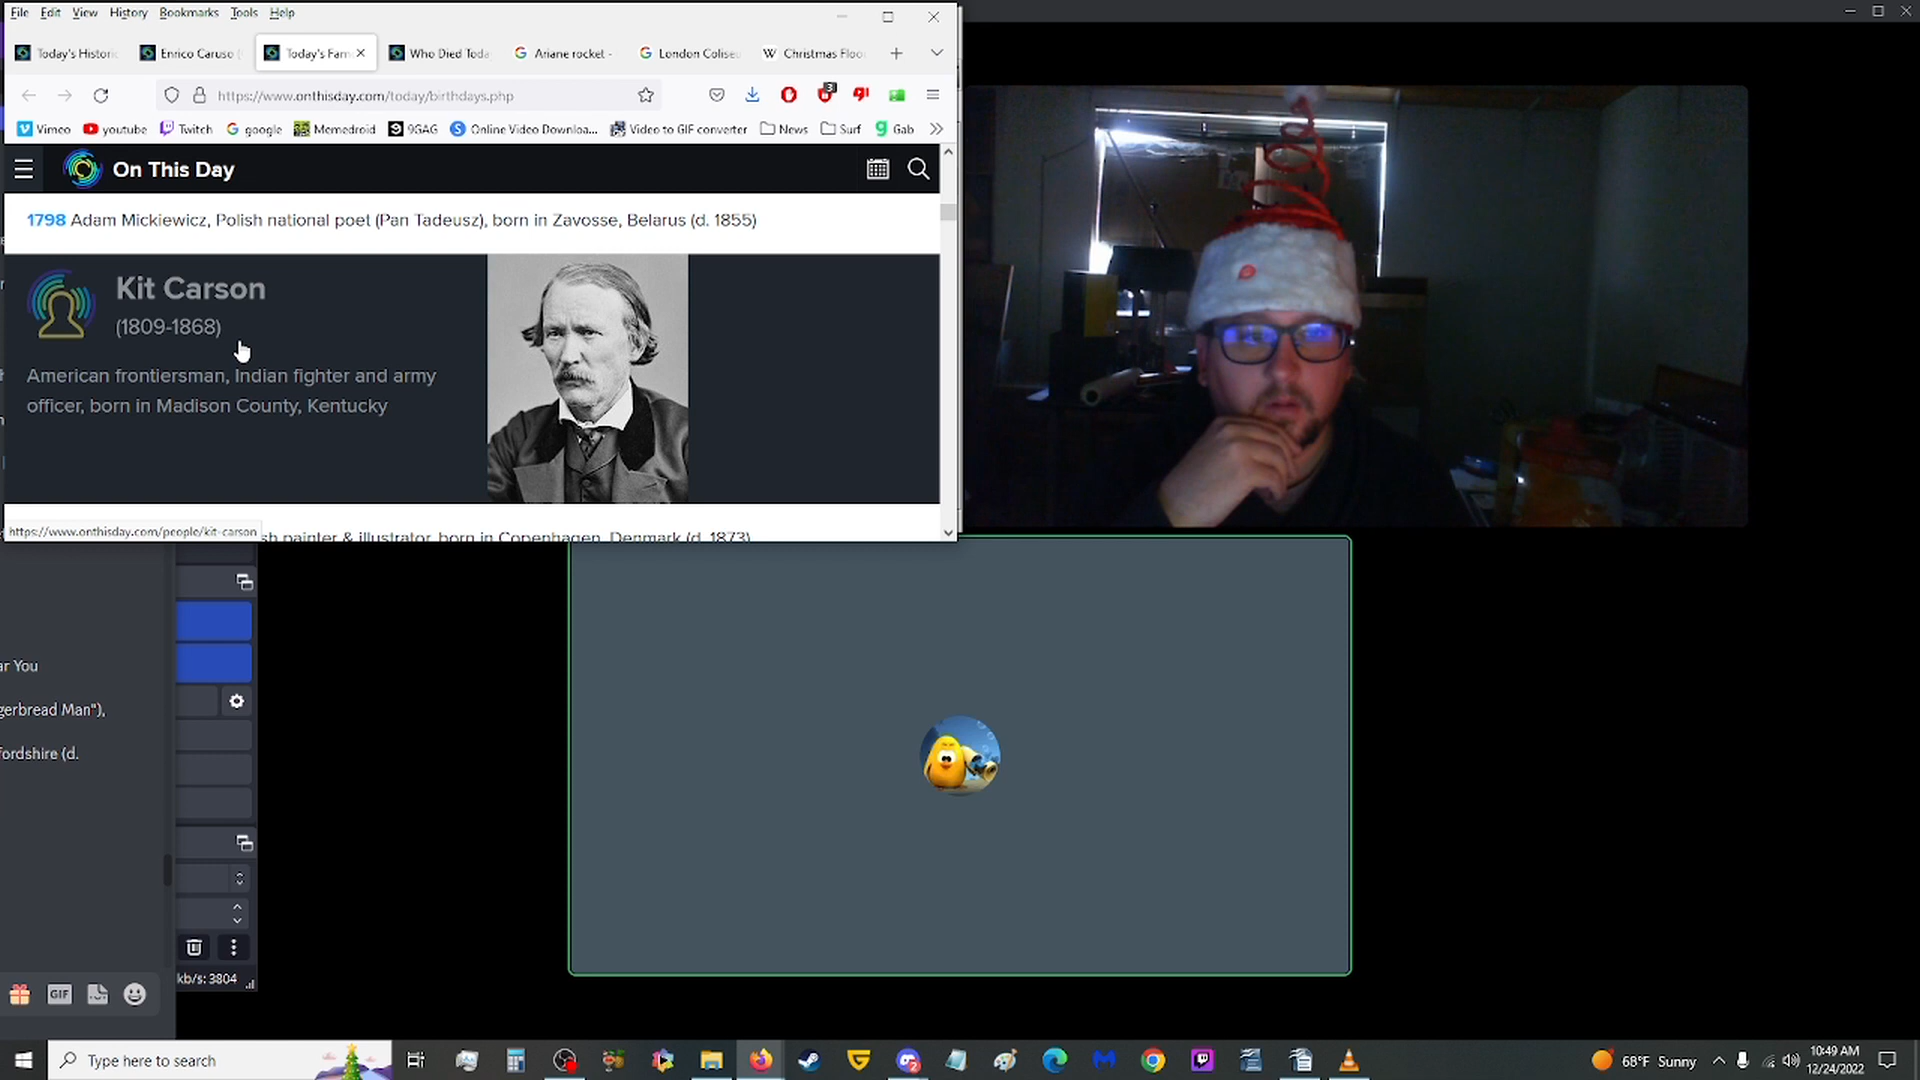 File Edit View History Bookmarks Tools Help
Today's Historic
Enrico Caruso (
Today's Fam
Who Died Toda
Ariane rocket -
London Coliseu
Christmas Floo
https://www.onthisday.com/today/birthdays.php
3
Vimeo youtube Twitch google Memedroid 9GAG Online Video Downloa... Video to GIF converter News Surf Gab
On This Day
1798 Adam Mickiewicz, Polish national poet (Pan Tadeusz), born in Zavosse, Belarus (d. 1855)
Kit Carson
(1809-1868)
American frontiersman, Indian fighter and army
officer, born in Madison County, Kentucky
https://www.onthisday.com/people/kit-carson
sh painter & illustrator, born in Copenhagen, Denmark (d. 1873)
ar You
gerbread Man"),
fordshire (d.
kb/s: 3804
GIF
Type here to search
68°F Sunny
10:49 AM
12/24/2022